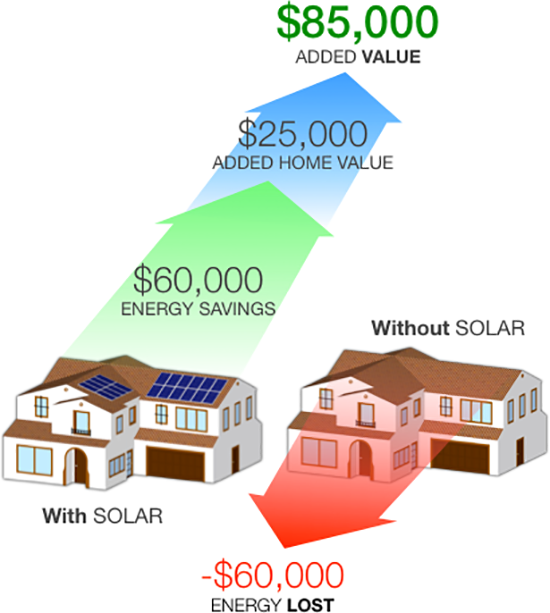 $85,000
ADDED VALUE
$25,000
ADDED HOME VALUE
$60,000
ENERGY SAVINGS
Without SOLAR
With SOLAR
-$60,000
ENERGY LOST